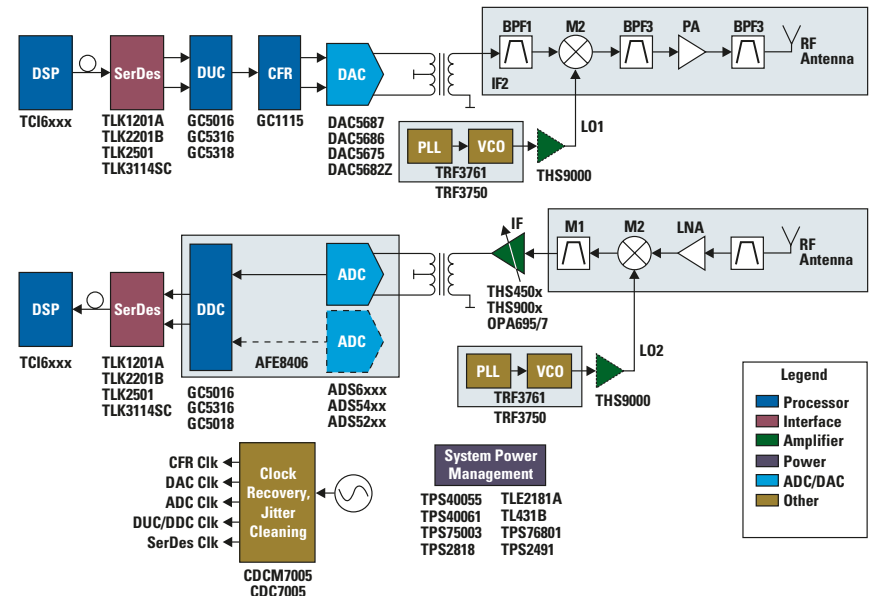 DSP
TCI6xxx
SerDes
TLK1201A
TLK2201B
TLK2501
TLK3114SC
DUC
GC5016
GC5316
GC5318
CFR
GC1115
DAC
DAC5687
DAC5686
DAC5675
DAC5682Z
BPF1
M2
BPF3
PA
BPF3
RF
Antenna
IF2
LO1
PLL
VCO
TRF3761
TRF3750
THS9000
DSP
TCI6xxx
SerDes
TLK1201A
TLK2201B
TLK2501
TLK3114SC
DDC
GC5016
GC5316
GC5018
ADC
ADC
AFE8406
ADS6xxx
ADS54xx
ADS52xx
IF
THS450x
THS900x
OPA695/7
M1
M2
LNA
RF
Antenna
LO2
PLL
VCO
TRF3761
TRF3750
THS9000
CFR Clk
DAC Clk
ADC Clk
DUC/DDC Clk
SerDes Clk
Clock
Recovery,
Jitter
Cleaning
CDCM7005
CDC7005
System Power
Management
TPS40055
TPS40061
TPS75003
TPS2818
TLE2181A
TL431B
TPS76801
TPS2491
Legend
Processor
Interface
Amplifier
Power
ADC/DAC
Other